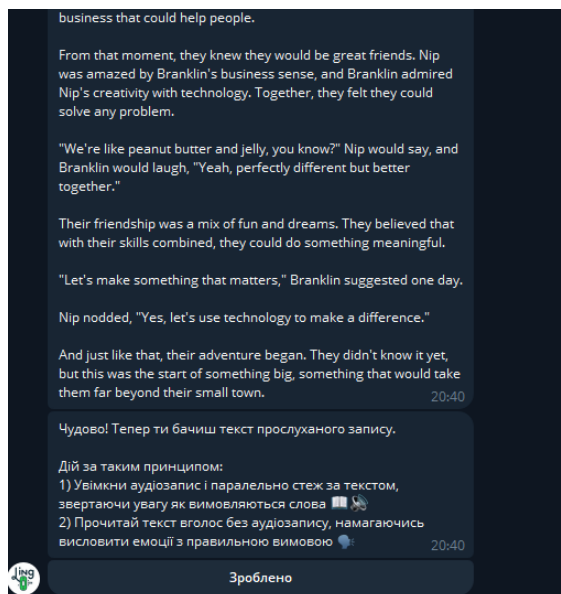 business that could help people.
From that moment, they knew they would be great friends. Nip
was amazed by Branklin's business sense, and Branklin admired
Nip's creativity with technology. Together, they felt they could
solve any problem.
"We're like peanut butter and jelly, you know?" Nip would say, and
Branklin would laugh, "Yeah, perfectly different but better
together."
Their friendship was a mix of fun and dreams. They believed that
with their skills combined, they could do something meaningful.
"Let's make something that matters," Branklin suggested one day.
Nip nodded, "Yes, let's use technology to make a difference."
And just like that, their adventure began. They didn't know it yet,
but this was the start of something big, something that would take
them far beyond their small town.
20:40
Чудово! Тепер ти бачиш текст прослуханого запису.
Дій за таким принципом:
1) Увімкни аудіозапис і паралельно стеж за текстом,
звертаючи увагу як вимовляються слова
2) Прочитай текст вголос без аудіозапису, намагаючись
висловити емоції з правильною вимовою
20:40
Зроблено